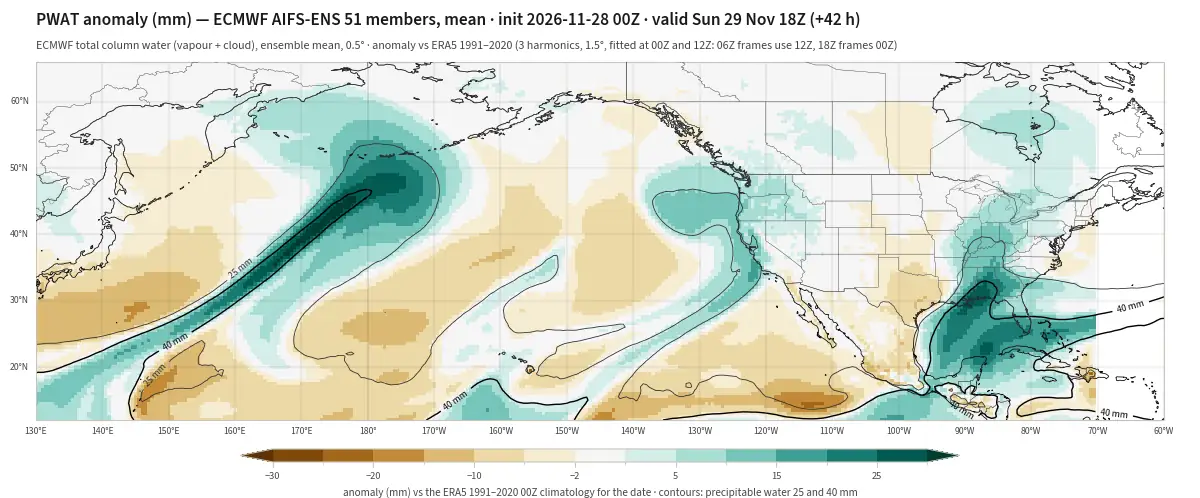 PWAT anomaly (mm) — ECMWF AIFS-ENS 51 members, mean · init 2026-11-28 00Z · valid Sun 29 Nov 18Z (+42 h)
ECMWF total column water (vapour + cloud), ensemble mean, 0.5° · anomaly vs ERA5 1991–2020 (3 harmonics, 1.5°, fitted at 00Z and 12Z: 06Z frames use 12Z, 18Z frames 00Z)
60°N
50°N
40°N
30°N
20°N
25 mm
40 mm
25 mm
40 mm
40 mm
40 mm
40 mm
130°E 140°E 150°E 160°E 170°E 180° 170°W 160°W 150°W 140°W 130°W 120°W 110°W 100°W 90°W 80°W 70°W 60°W
−30 −20 −10 −2 5 15 25
anomaly (mm) vs the ERA5 1991–2020 00Z climatology for the date · contours: precipitable water 25 and 40 mm